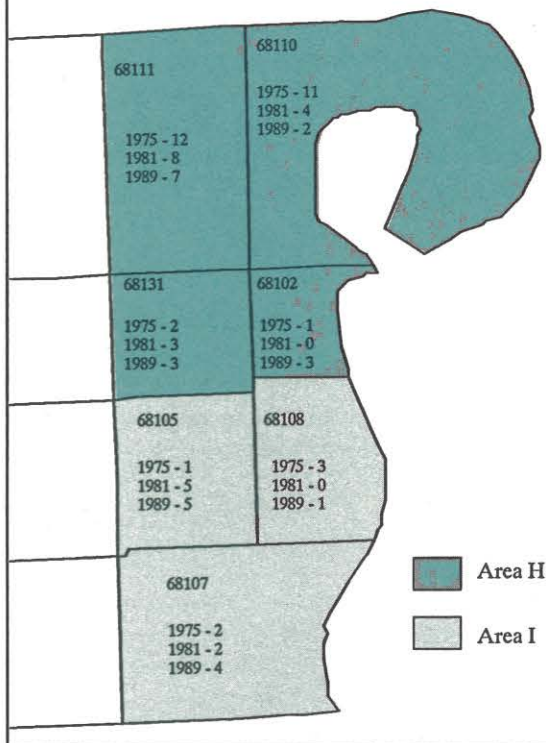 68111
1975 - 12
1981 - 8
1989 - 7
68110
1975 - 11
1981 - 4
1989 - 2
68131
1975 - 2
1981 - 3
1989 - 3
68102
1975 - 1
1981 - 0
1989 - 3
68105
1975 - 1
1981 - 5
1989 - 5
68108
1975 - 3
1981 - 0
1989 - 1
68107
1975 - 2
1981 - 2
1989 - 4
Area H
Area I